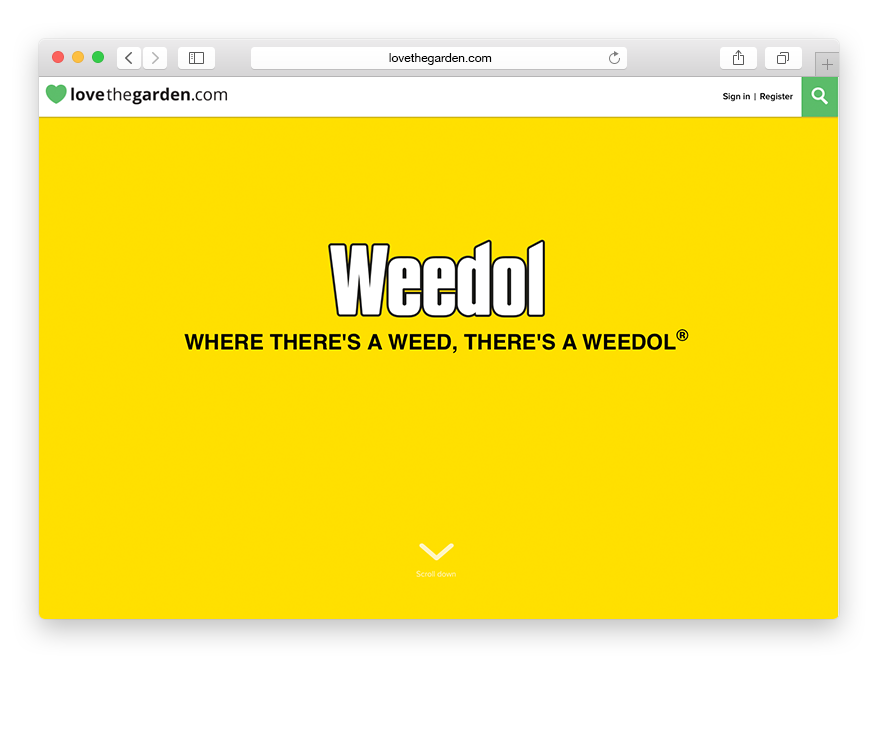 lovethegarden.com
lovethegarden.com
Sign in | Register
Weedol
WHERE THERE'S A WEED, THERE'S A WEEDOL®
Scroll down